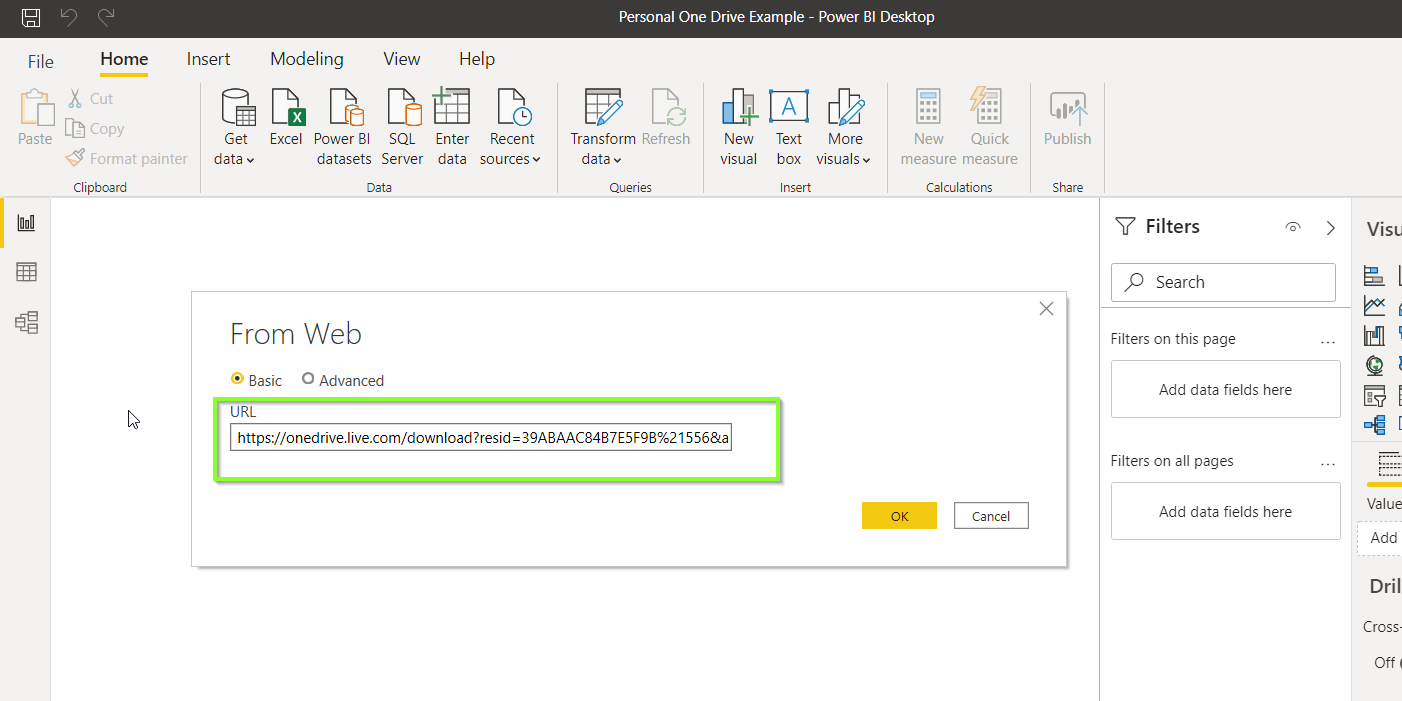 Personal One Drive Example - Power BI Desktop
File Home Insert Modeling View Help
Paste
Cut
Copy
Format painter
Clipboard
Get data
Excel
Power BI datasets
SQL Server
Enter data
Recent sources
Data
Transform data
Refresh
Queries
New visual
A
Text box
More visuals
Insert
New measure
Quick measure
Calculations
Publish
Share
From Web
Basic Advanced
URL
https://onedrive.live.com/download?resid=39ABAAC84B7E5F9B%21556&a
OK Cancel
Filters
Search
Filters on this page ...
Add data fields here
Filters on all pages ...
Add data fields here
Visu
Value
Add
Dril
Cross-
Off